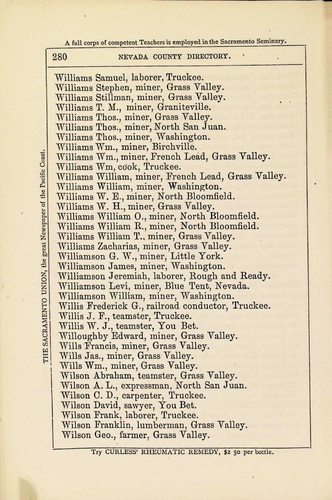 A full corps of competent Teachers is employed in the Sacramento Seminary.
280 NEVADA COUNTY DIRECTORY.
Williams Samuel, laborer, Truckee.
Williams Stephen, miner, Grass Valley.
Williams Stillman, miner, Grass Valley.
Williams T. M., miner, Graniteville.
Williams Thos., miner, Grass Valley.
Williams Thos., miner, North San Juan.
Williams Thos., miner, Washington.
Williams Wm., miner, Birchville.
Williams Wm., miner, French Lead, Grass Valley.
Williams Wm, cook, Truckee.
Williams William, miner, French Lead, Grass Valley.
Williams William, miner, Washington.
Williams W. E., miner, North Bloomfield.
Williams W. H., miner, Grass Valley.
Williams William O., miner, North Bloomfield.
Williams William R., miner, North Bloomfield.
Williams William T., miner, Grass Valley.
Williams Zacharias, miner, Grass Valley.
Williamson G. W., miner, Little York.
Williamson James, miner, Washington.
Williamson Jeremiah, laborer, Rough and Ready.
Williamson Levi, miner, Blue Tent, Nevada.
Williamson William, miner, Washington.
Willis Frederick G., railroad conductor, Truckee.
Willis J. F., teamster, Truckee.
Willis W. J., teamster, You Bet.
Willoughby Edward, miner, Grass Valley.
Wills Francis, miner, Grass Valley.
Wills Jas., miner, Grass Valley.
Wills Wm., miner, Grass Valley.
Wilson Abraham, teamster, Grass Valley.
Wilson A. L., expressman, North San Juan.
Wilson C. D., carpenter, Truckee.
Wilson David, sawyer, You Bet.
Wilson Frank, laborer, Truckee.
Wilson Franklin, lumberman, Grass Valley.
Wilson Geo., farmer, Grass Valley.
Try CURLESS' RHEUMATIC REMEDY, $2 50 per bottle.
THE SACRAMENTO UNION, the great Newspaper of the Pacific Coast.